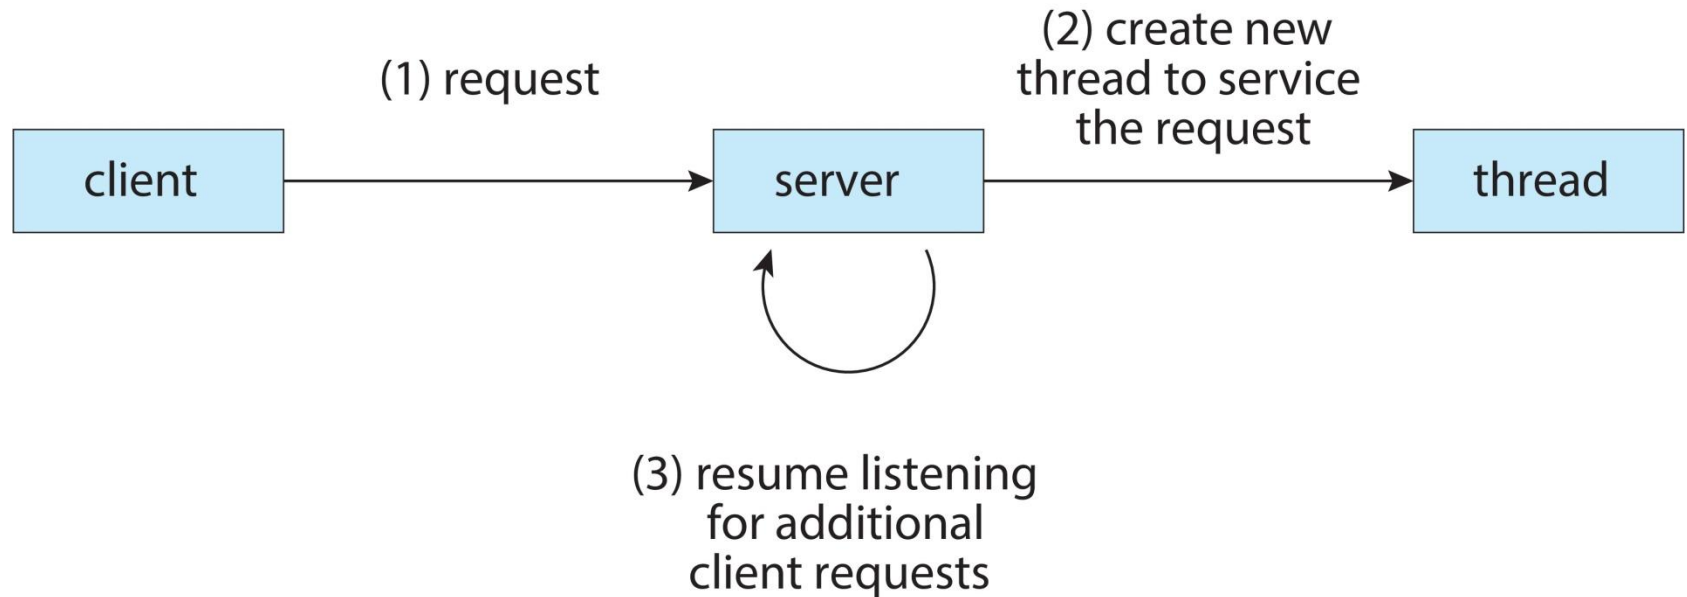 (1) request
(2) create new
thread to service
the request
client
server
thread
(3) resume listening
for additional
client requests